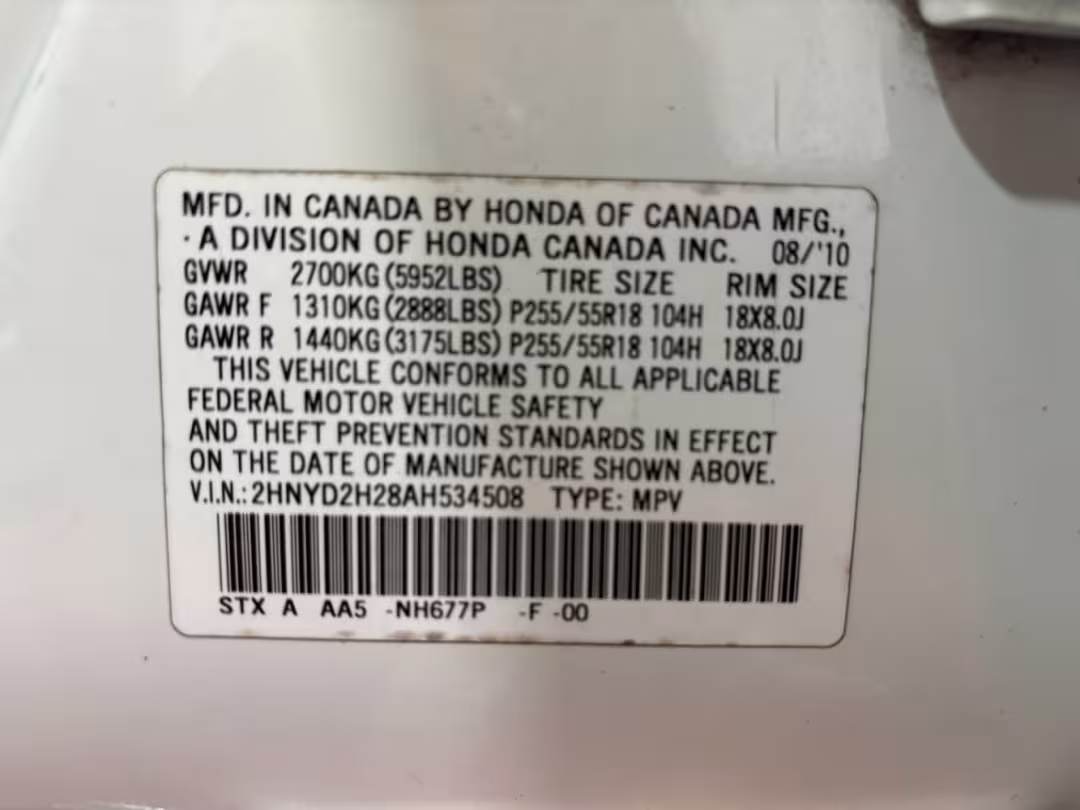 MFD. IN CANADA BY HONDA OF CANADA MFG.,
A DIVISION OF HONDA CANADA INC. 08/'10
GVWR 2700KG(5952LBS) TIRE SIZE RIM SIZE
GAWR F 1310KG(2888LBS) P255/55R18 104H 18X8.0J
GAWR R 1440KG(3175LBS) P255/55R18 104H 18X8.0J
THIS VEHICLE CONFORMS TO ALL APPLICABLE
FEDERAL MOTOR VEHICLE SAFETY
AND THEFT PREVENTION STANDARDS IN EFFECT
ON THE DATE OF MANUFACTURE SHOWN ABOVE.
V.I.N.: 2HNYD2H28AH534508 TYPE: MPV
STX A AA5 -NH677P -F -00